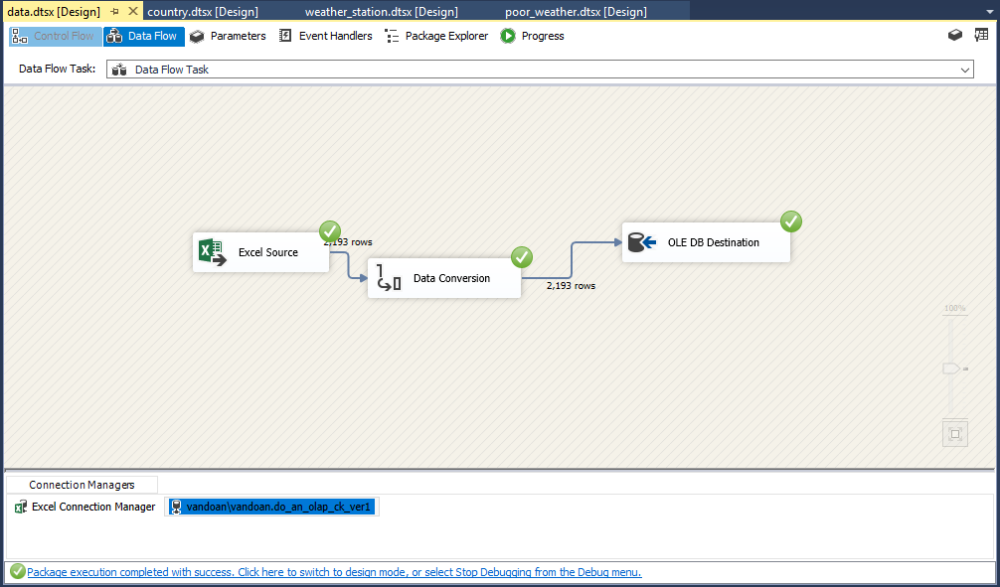 data.dtsx [Design] country.dtsx [Design] weather_station.dtsx [Design] poor_weather.dtsx [Design]
Control Flow Data Flow Parameters Event Handlers Package Explorer Progress
Data Flow Task: Data Flow Task
2,193 rows
Excel Source
OLE DB Destination
Data Conversion
2,193 rows
100%
Connection Managers
Excel Connection Manager vandoan\vandoan.do_an_olap_ck_ver1
Package execution completed with success. Click here to switch to design mode, or select Stop Debugging from the Debug menu.